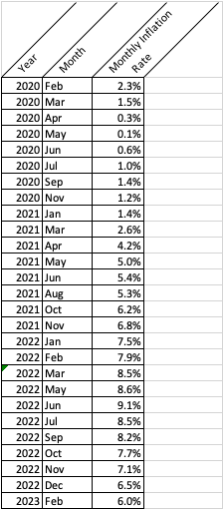 Year Month Monthly Inflation Rate
2020 Feb 2.3%
2020 Mar 1.5%
2020 Apr 0.3%
2020 May 0.1%
2020 Jun 0.6%
2020 Jul 1.0%
2020 Sep 1.4%
2020 Nov 1.2%
2021 Jan 1.4%
2021 Mar 2.6%
2021 Apr 4.2%
2021 May 5.0%
2021 Jun 5.4%
2021 Aug 5.3%
2021 Oct 6.2%
2021 Nov 6.8%
2022 Jan 7.5%
2022 Feb 7.9%
2022 Mar 8.5%
2022 May 8.6%
2022 Jun 9.1%
2022 Jul 8.5%
2022 Sep 8.2%
2022 Oct 7.7%
2022 Nov 7.1%
2022 Dec 6.5%
2023 Feb 6.0%